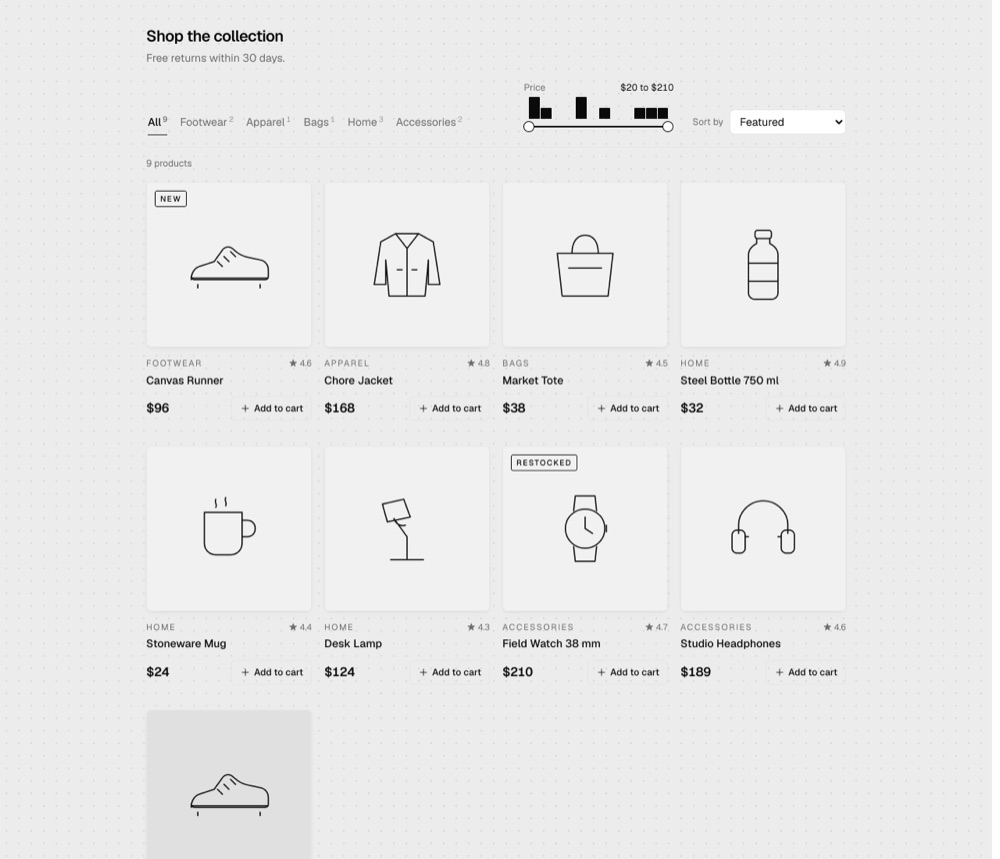 Shop the collection
Free returns within 30 days.
Price $20 to $210
All 9 Footwear 2 Apparel 1 Bags 1 Home 3 Accessories 2 Sort by Featured
9 products
NEW
FOOTWEAR ★ 4.6 APPAREL ★ 4.8 BAGS ★ 4.5 HOME ★ 4.9
Canvas Runner Chore Jacket Market Tote Steel Bottle 750 ml
$96 + Add to cart $168 + Add to cart $38 + Add to cart $32 + Add to cart
RESTOCKED
HOME ★ 4.4 HOME ★ 4.3 ACCESSORIES ★ 4.7 ACCESSORIES ★ 4.6
Stoneware Mug Desk Lamp Field Watch 38 mm Studio Headphones
$24 + Add to cart $124 + Add to cart $210 + Add to cart $189 + Add to cart